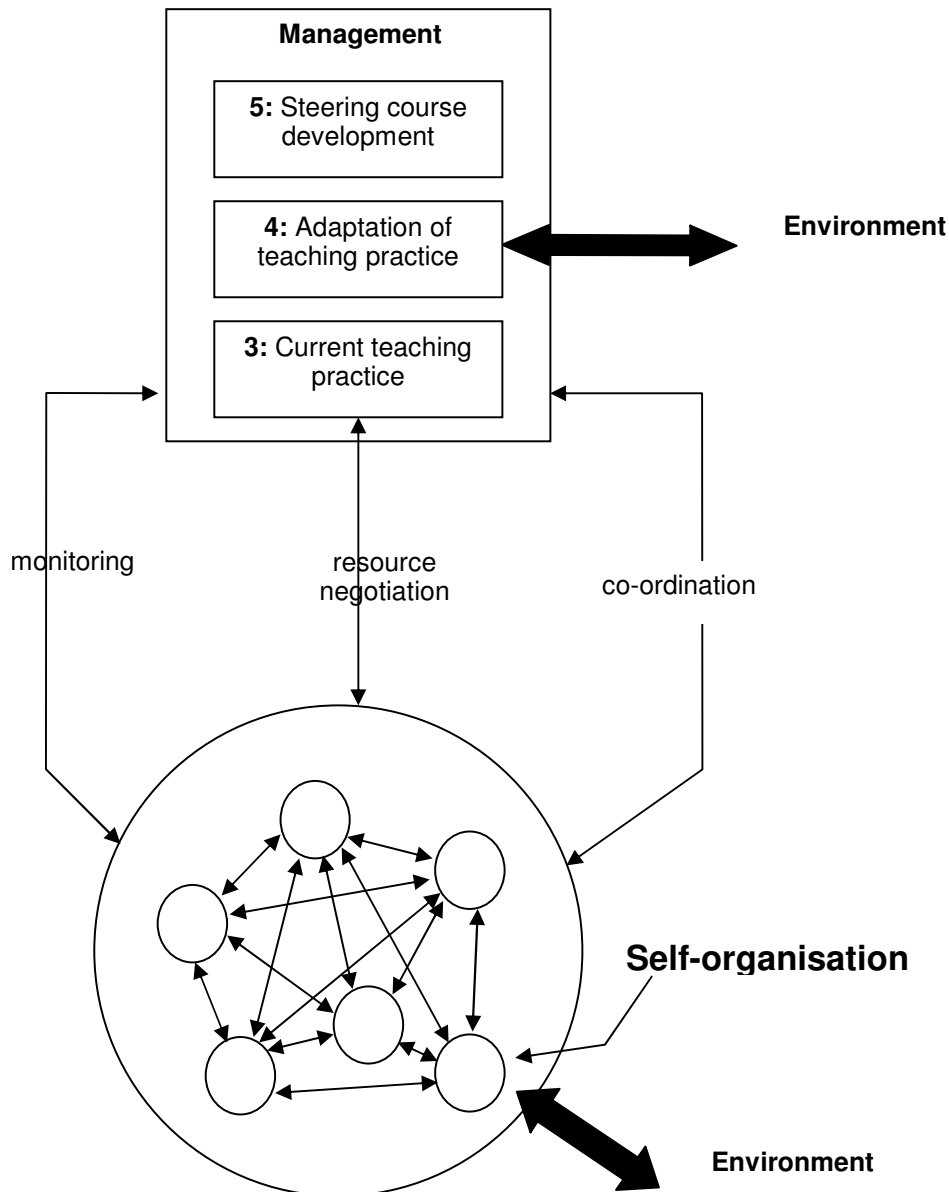 Management
5: Steering course
development
4: Adaptation of
teaching practice
Environment
3: Current teaching
practice
monitoring
resource
negotiation
co-ordination
Self-organisation
Environment